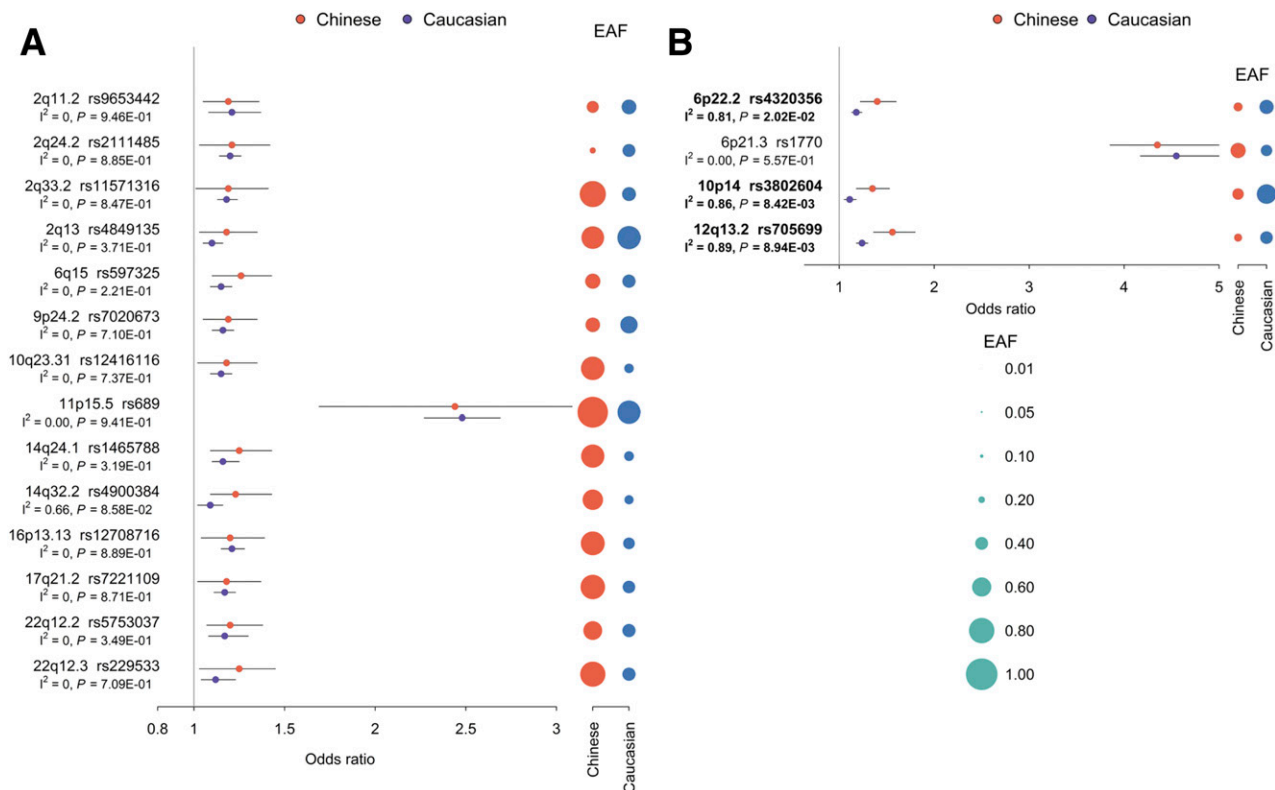 A
Chinese
Caucasian
EAF
2q11.2 rs9653442
I² = 0, P = 9.46E-01
2q24.2 rs2111485
I² = 0, P = 8.85E-01
2q33.2 rs11571316
I² = 0, P = 8.47E-01
2q13 rs4849135
I² = 0, P = 3.71E-01
6q15 rs597325
I² = 0, P = 2.21E-01
9p24.2 rs7020673
I² = 0, P = 7.10E-01
10q23.31 rs12416116
I² = 0, P = 7.37E-01
11p15.5 rs689
I² = 0.00, P = 9.41E-01
14q24.1 rs1465788
I² = 0, P = 3.19E-01
14q32.2 rs4900384
I² = 0.66, P = 8.58E-02
16p13.13 rs12708716
I² = 0, P = 8.89E-01
17q21.2 rs7221109
I² = 0, P = 8.71E-01
22q12.2 rs5753037
I² = 0, P = 3.49E-01
22q12.3 rs229533
I² = 0, P = 7.09E-01
0.8 1 1.5 2 2.5 3
Odds ratio
Chinese
Caucasian
B
Chinese
Caucasian
EAF
6p22.2 rs4320356
I² = 0.81, P = 2.02E-02
6p21.3 rs1770
I² = 0.00, P = 5.57E-01
10p14 rs3802604
I² = 0.86, P = 8.42E-03
12q13.2 rs705699
I² = 0.89, P = 8.94E-03
1 2 3 4 5
Odds ratio
Chinese
Caucasian
EAF
0.01
0.05
0.10
0.20
0.40
0.60
0.80
1.00